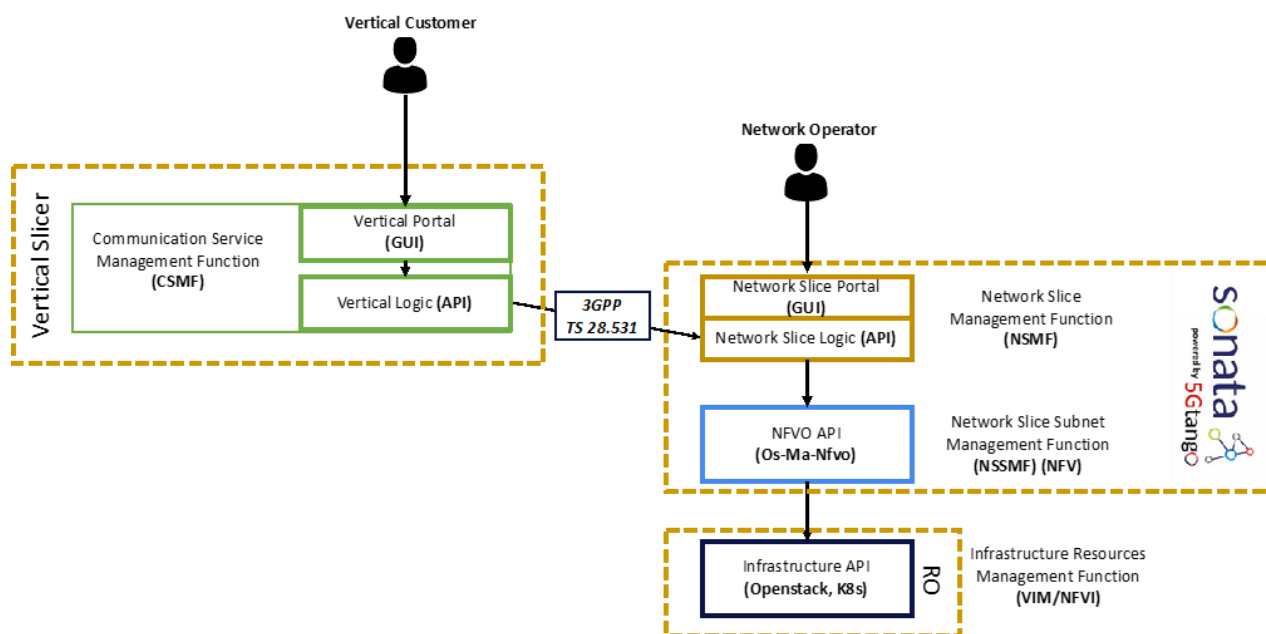 Vertical Customer
Network Operator
Vertical Slicer
Communication Service
Management Function
(CSMF)
Vertical Portal
(GUI)
Vertical Logic (API)
3GPP
TS 28.531
Network Slice Portal
(GUI)
Network Slice Logic (API)
Network Slice
Management Function
(NSMF)
NFVO API
(Os-Ma-Nfvo)
Network Slice Subnet
Management Function
(NSSMF) (NFV)
sonata
powered by 5Gtango
Infrastructure API
(Openstack, K8s)
RO
Infrastructure Resources
Management Function
(VIM/NFVI)